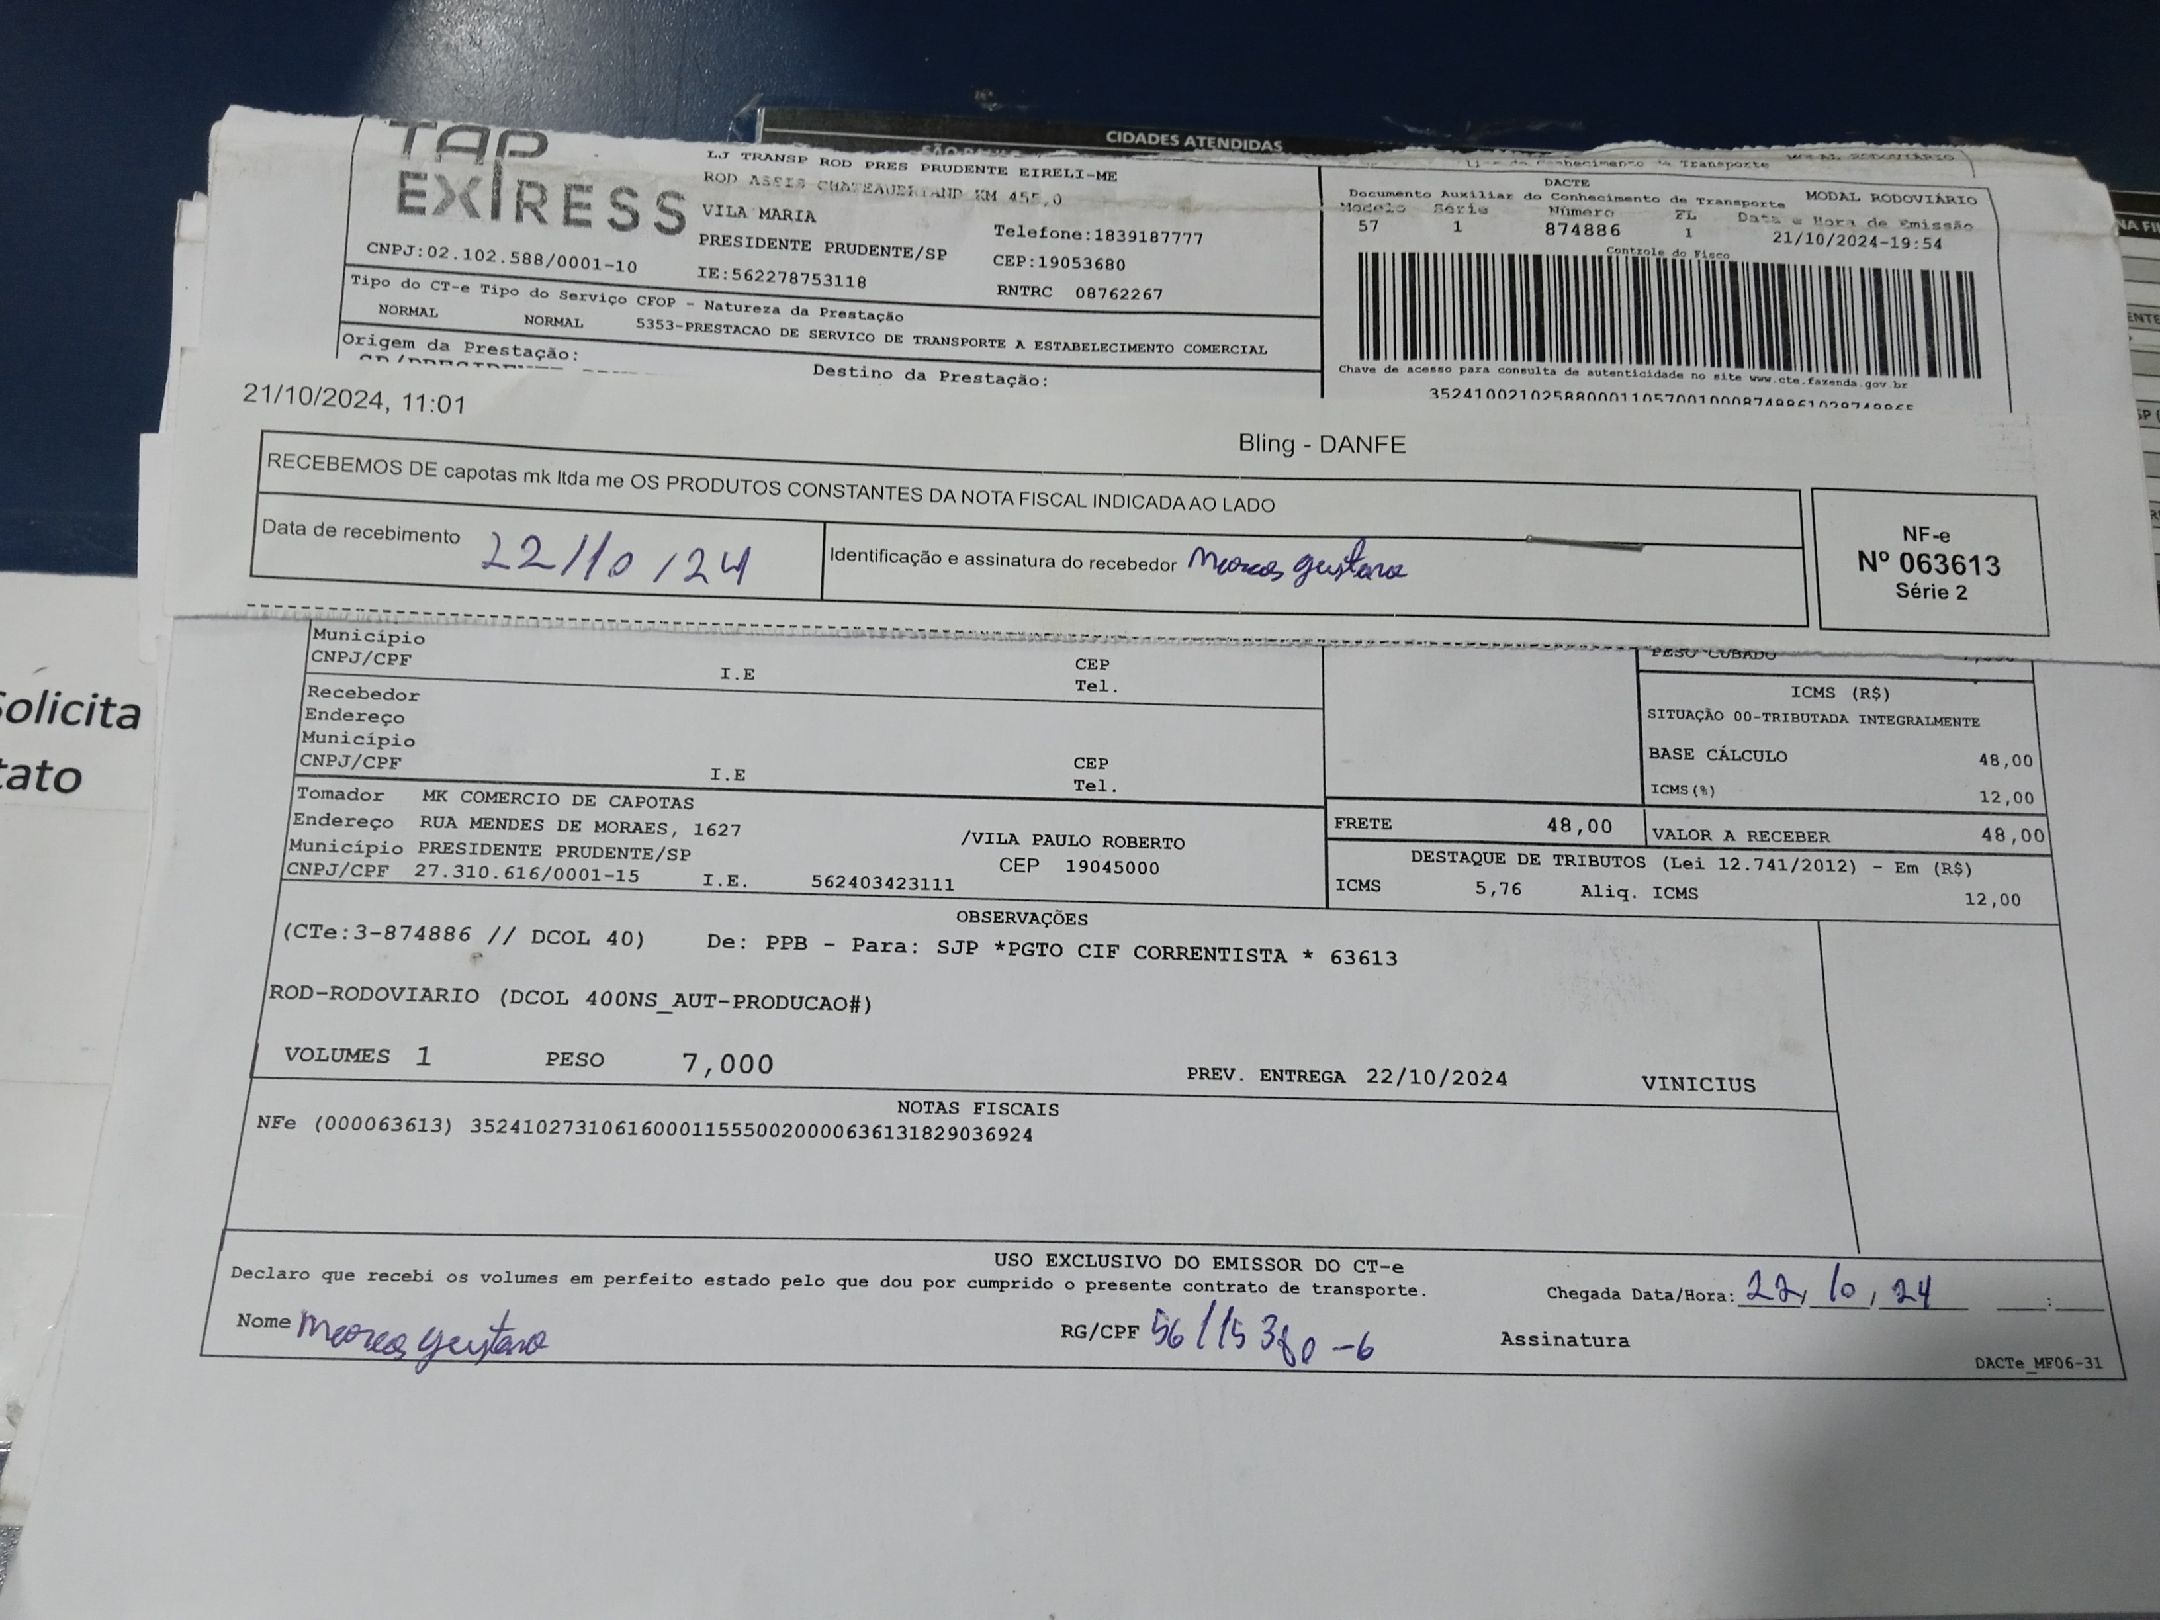 CIDADES ATENDIDAS
TAP
EXPRESS
CNPJ:02.102.588/0001-10
LJ TRANSP ROD PRES PRUDENTE EIRELI-ME
ROD ASSIS CHATEAUBRIAND KM 455,0
VILA MARIA
Telefone:1839187777
PRESIDENTE PRUDENTE/SP
CEP:19053680
IE:562278753118
RNTRC 08762267
DACTE
Documento Auxiliar do Conhecimento de Transporte MODAL RODOVIÁRIO
Modelo Série Número FL Data e Hora de Emissão
57 1 874886 1 21/10/2024-19:54
Controle do Fisco
Chave de acesso para consulta de autenticidade no site www.cte.fazenda.gov.br
Tipo do CT-e Tipo do Serviço CFOP - Natureza da Prestação
NORMAL NORMAL 5353-PRESTACAO DE SERVICO DE TRANSPORTE A ESTABELECIMENTO COMERCIAL
Origem da Prestação:
Destino da Prestação:
21/10/2024, 11:01
Bling - DANFE
RECEBEMOS DE capotas mk ltda me OS PRODUTOS CONSTANTES DA NOTA FISCAL INDICADA AO LADO
Data de recebimento 22/10/24
Identificação e assinatura do recebedor Marcos Gustavo
NF-e
Nº 063613
Série 2
Município
CNPJ/CPF I.E CEP
Tel.
Recebedor
Endereço
Município
CNPJ/CPF I.E CEP
Tel.
PESO CUBADO
ICMS (R$)
SITUAÇÃO 00-TRIBUTADA INTEGRALMENTE
BASE CÁLCULO 48,00
ICMS(%) 12,00
Tomador MK COMERCIO DE CAPOTAS
Endereço RUA MENDES DE MORAES, 1627 /VILA PAULO ROBERTO
Município PRESIDENTE PRUDENTE/SP CEP 19045000
CNPJ/CPF 27.310.616/0001-15 I.E. 562403423111
FRETE 48,00 VALOR A RECEBER 48,00
DESTAQUE DE TRIBUTOS (Lei 12.741/2012) - Em (R$)
ICMS 5,76 Aliq. ICMS 12,00
OBSERVAÇÕES
(CTe:3-874886 // DCOL 40) De: PPB - Para: SJP *PGTO CIF CORRENTISTA * 63613
ROD-RODOVIARIO (DCOL 400NS_AUT-PRODUCAO#)
VOLUMES 1 PESO 7,000 PREV. ENTREGA 22/10/2024 VINICIUS
NOTAS FISCAIS
NFe (000063613) 35241027310616000115550020000636131829036924
USO EXCLUSIVO DO EMISSOR DO CT-e
Declaro que recebi os volumes em perfeito estado pelo que dou por cumprido o presente contrato de transporte.
Chegada Data/Hora: 22, 10, 24 :
Nome Marcos Gustavo RG/CPF 56115380-6 Assinatura
DACTe_MF06-31
Solicita